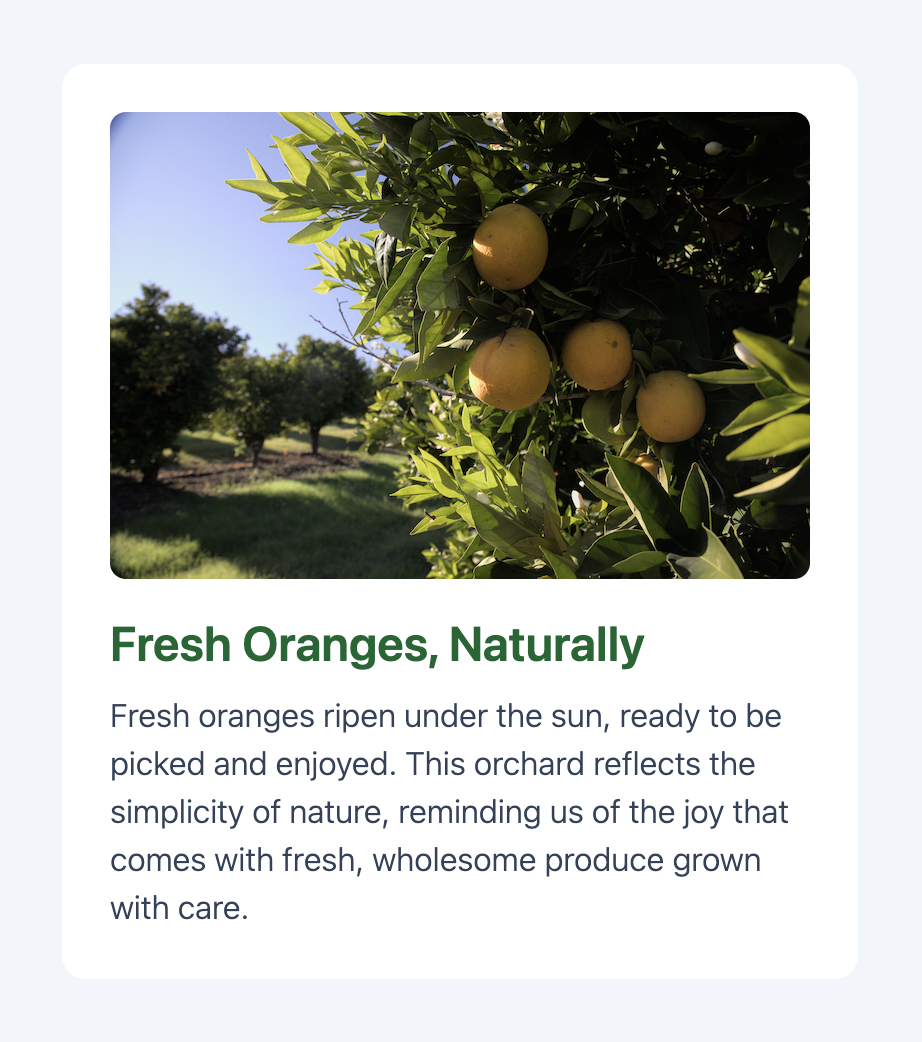 Fresh Oranges, Naturally
Fresh oranges ripen under the sun, ready to be
picked and enjoyed. This orchard reflects the
simplicity of nature, reminding us of the joy that
comes with fresh, wholesome produce grown
with care.